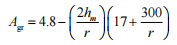 A_gr = 4.8 - (2h_m / r)(17 + 300 / r)